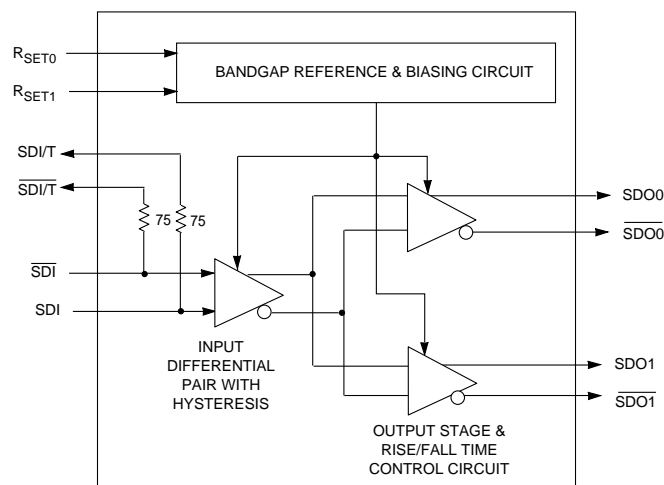 RSET0
BANDGAP REFERENCE & BIASING CIRCUIT
RSET1
SDI/T
SDI/T
75
75
SDO0
SDO0
SDI
SDI
INPUT
DIFFERENTIAL
PAIR WITH
HYSTERESIS
SDO1
SDO1
OUTPUT STAGE &
RISE/FALL TIME
CONTROL CIRCUIT